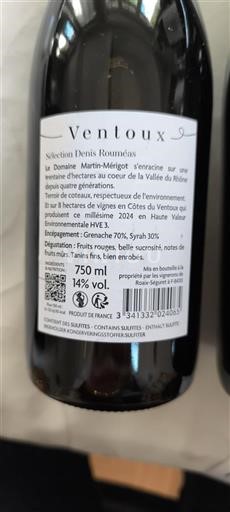 Ventoux
Sélection Denis Rouméas
Le Domaine Martin-Mérigot s'enracine sur une
trentaine d'hectares au coeur de la Vallée du Rhône
depuis quatre générations.
Terroir de coteaux, respectueux de l'environnement.
Et sur 8 hectares de vignes en Côtes du Ventoux qui
produisent ce millésime 2024 en Haute Valeur
Environnementale HVE 3.
Encépagement : Grenache 70%, Syrah 30%
Dégustation : Fruits rouges, belle sucrosité, notes de
fruits mûrs. Tanins fins, bien enrobés.
750 ml
14% vol.
PRODUIT DE FRANCE
Mis en bouteille à la
propriété par les vignerons de
Roaix-Séguret à F-84110
3 341332 024065
CONTIENT DES SULFITES - CONTAINS SULFITES - ENTHALT SULFITE
INDEHOLDER KONSERVERINGSSTOFFER SULFITER